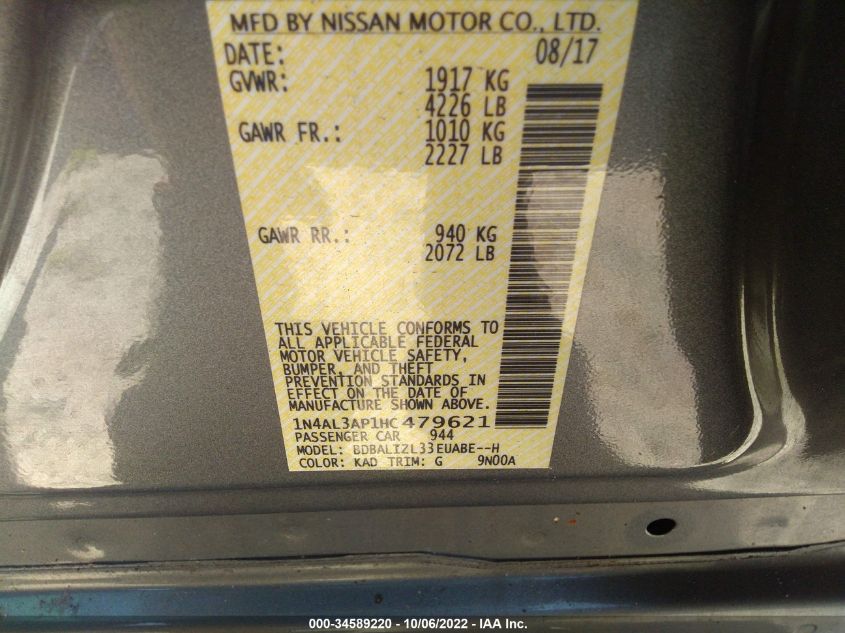 MFD BY NISSAN MOTOR CO., LTD.
DATE: 08/17
GVWR: 1917 KG
4226 LB
GAWR FR.: 1010 KG
2227 LB
GAWR RR.: 940 KG
2072 LB
THIS VEHICLE CONFORMS TO
ALL APPLICABLE FEDERAL
MOTOR VEHICLE SAFETY,
BUMPER, AND THEFT
PREVENTION STANDARDS IN
EFFECT ON THE DATE OF
MANUFACTURE SHOWN ABOVE.
1N4AL3AP1HC479621
PASSENGER CAR 944
MODEL: BDBALTZL33EUABE--H
COLOR: KAD TRIM: G 9N00A
000-34589220 - 10/06/2022 - IAA Inc.